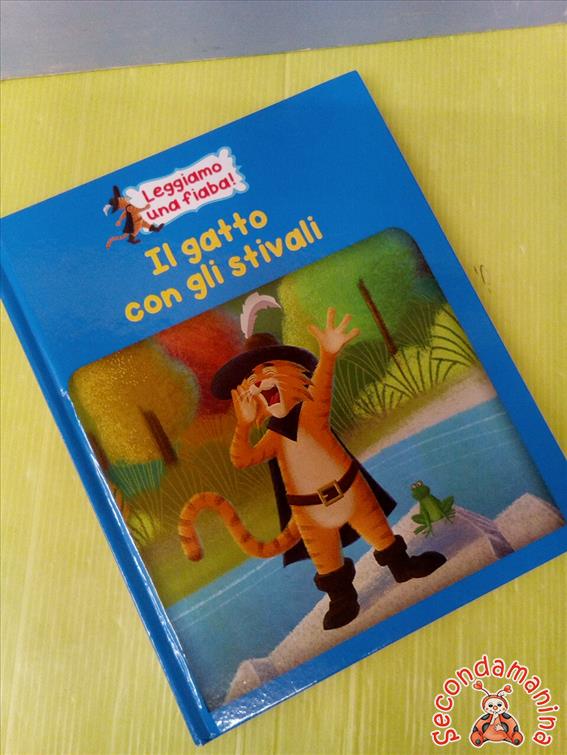 Leggiamo
una fiaba!
Il gatto
con gli stivali
Secondamanina